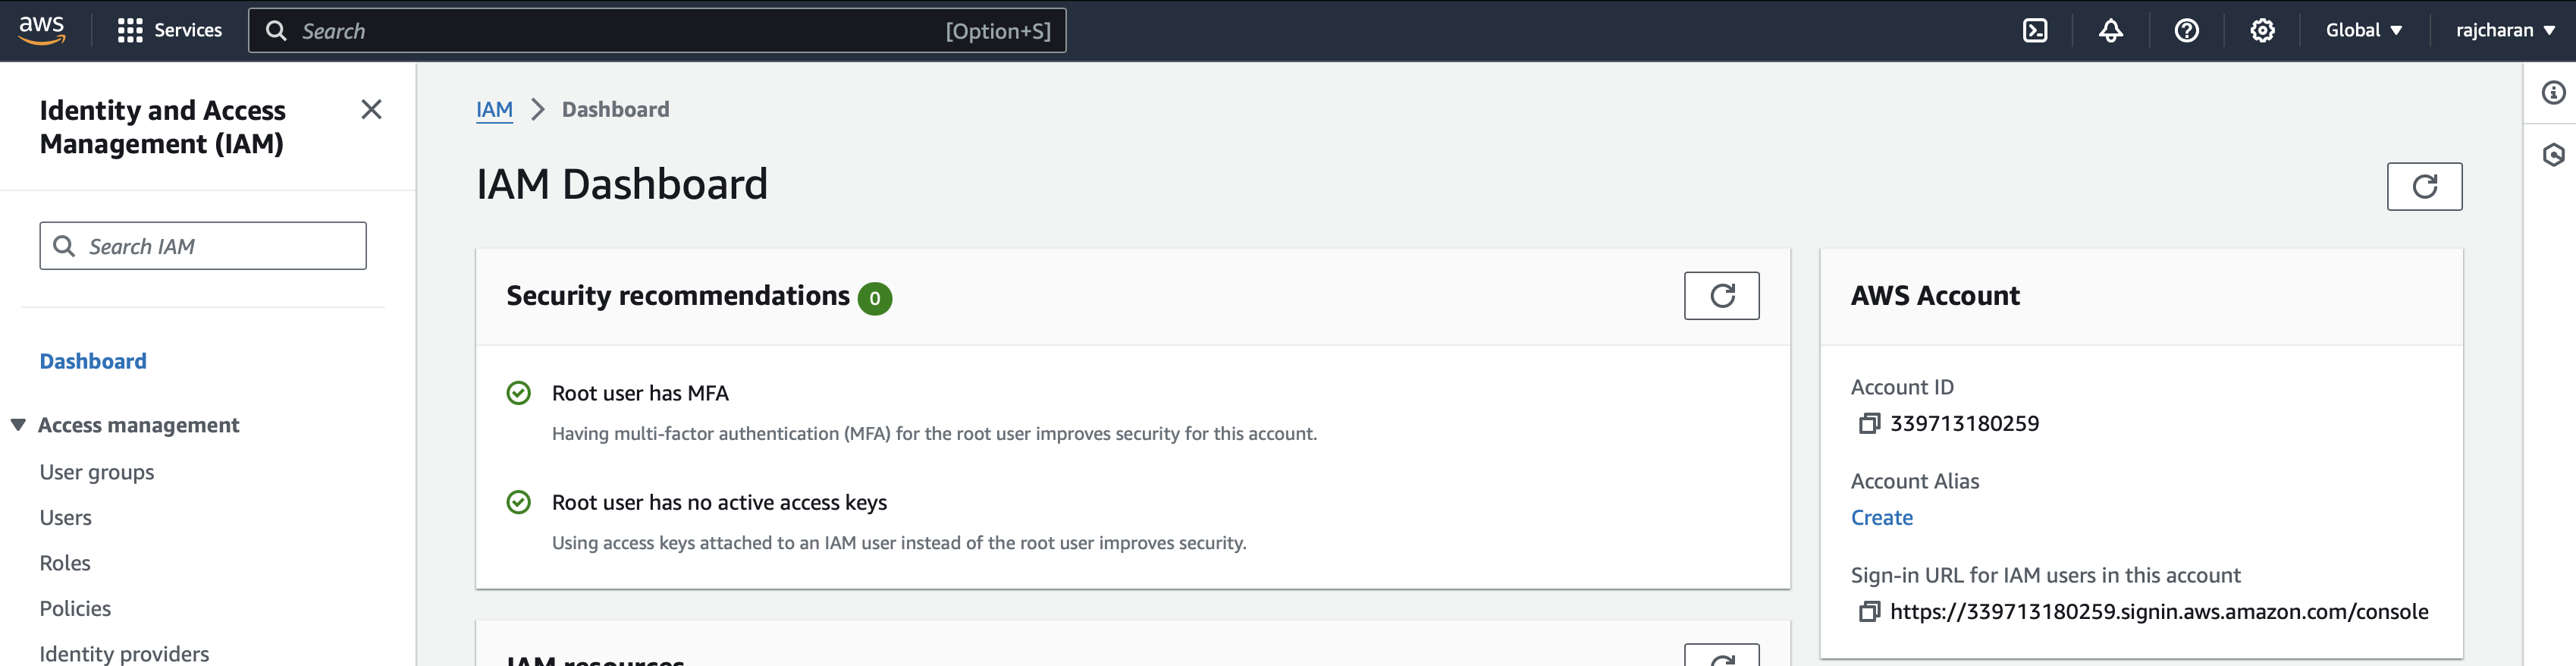 aws
Services
Search
[Option+S]
Global
rajcharan
Identity and Access
Management (IAM)
Search IAM
Dashboard
Access management
User groups
Users
Roles
Policies
Identity providers
IAM > Dashboard
IAM Dashboard
Security recommendations 0
Root user has MFA
Having multi-factor authentication (MFA) for the root user improves security for this account.
Root user has no active access keys
Using access keys attached to an IAM user instead of the root user improves security.
IAM resources
AWS Account
Account ID
339713180259
Account Alias
Create
Sign-in URL for IAM users in this account
https://339713180259.signin.aws.amazon.com/console